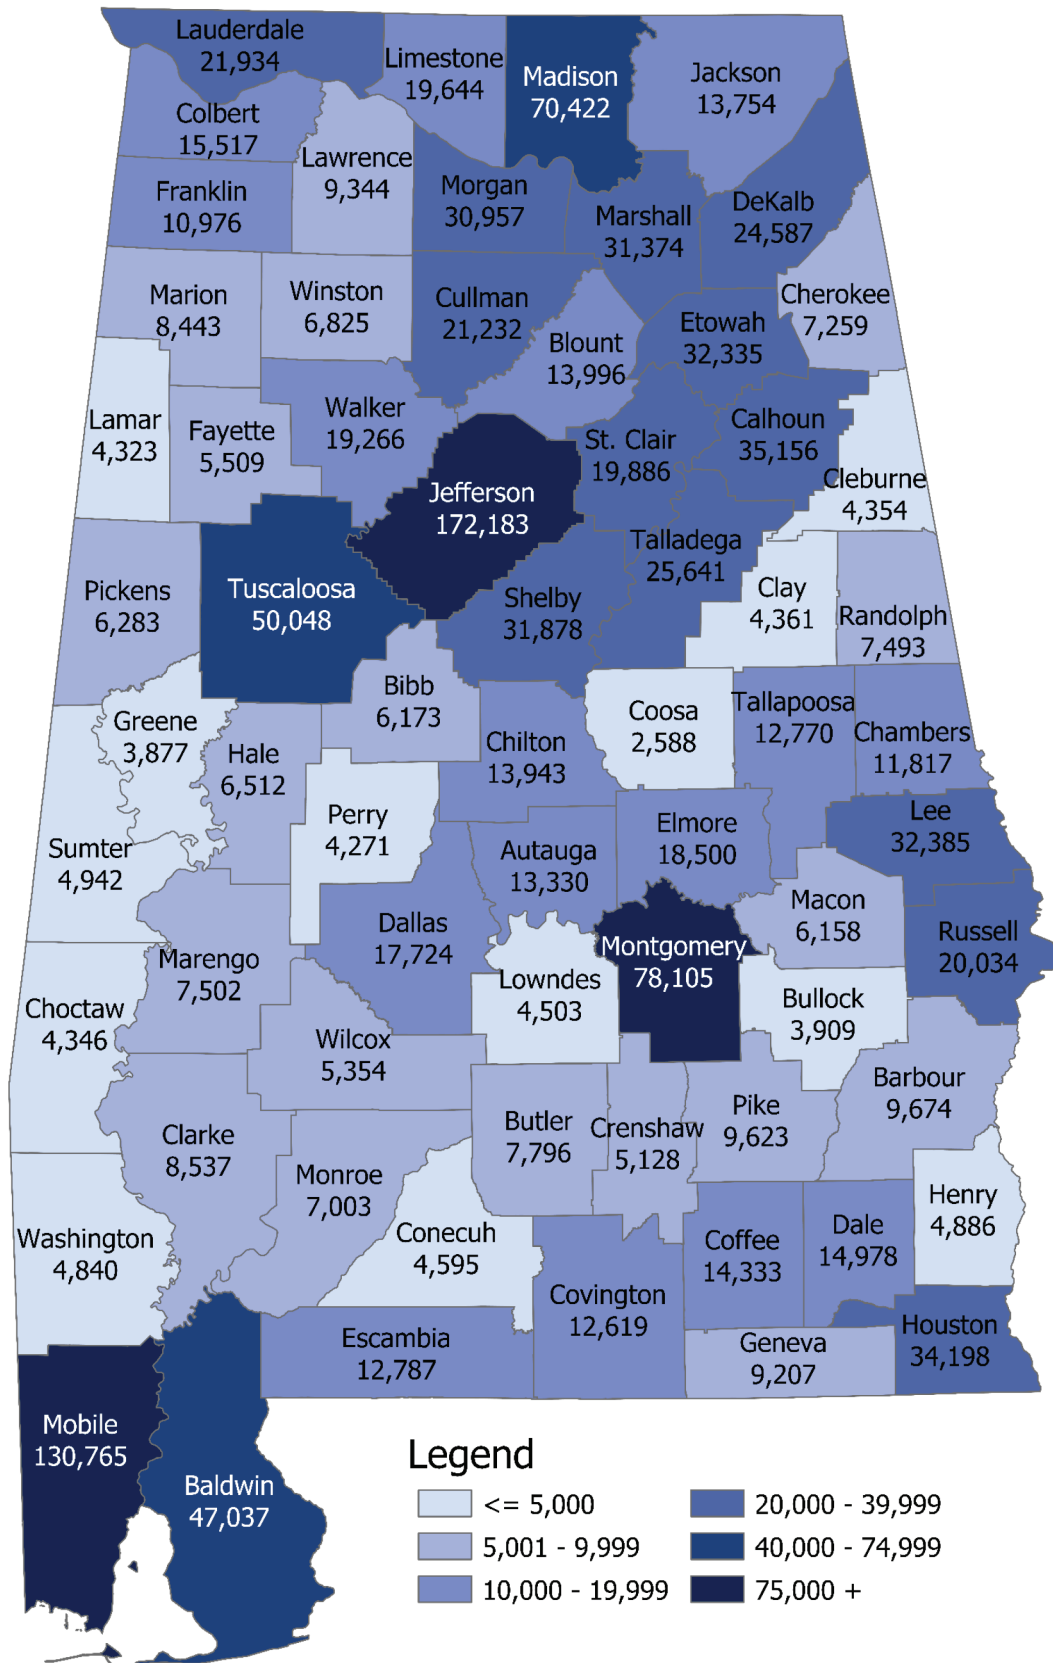 Lauderdale
21,934
Limestone
19,644
Madison
70,422
Jackson
13,754
Colbert
15,517
Lawrence
9,344
Franklin
10,976
Morgan
30,957
Marshall
31,374
DeKalb
24,587
Marion
8,443
Winston
6,825
Cullman
21,232
Cherokee
7,259
Etowah
32,335
Blount
13,996
Lamar
4,323
Fayette
5,509
Walker
19,266
St. Clair
19,886
Calhoun
35,156
Cleburne
4,354
Jefferson
172,183
Talladega
25,641
Pickens
6,283
Tuscaloosa
50,048
Shelby
31,878
Clay
4,361
Randolph
7,493
Greene
3,877
Hale
6,512
Bibb
6,173
Chilton
13,943
Coosa
2,588
Tallapoosa
12,770
Chambers
11,817
Sumter
4,942
Perry
4,271
Autauga
13,330
Elmore
18,500
Lee
32,385
Dallas
17,724
Macon
6,158
Russell
20,034
Marengo
7,502
Montgomery
78,105
Lowndes
4,503
Bullock
3,909
Choctaw
4,346
Wilcox
5,354
Barbour
9,674
Clarke
8,537
Butler
7,796
Crenshaw
5,128
Pike
9,623
Monroe
7,003
Henry
4,886
Washington
4,840
Conecuh
4,595
Coffee
14,333
Dale
14,978
Covington
12,619
Escambia
12,787
Geneva
9,207
Houston
34,198
Mobile
130,765
Baldwin
47,037
Legend
<= 5,000
5,001 - 9,999
10,000 - 19,999
20,000 - 39,999
40,000 - 74,999
75,000 +